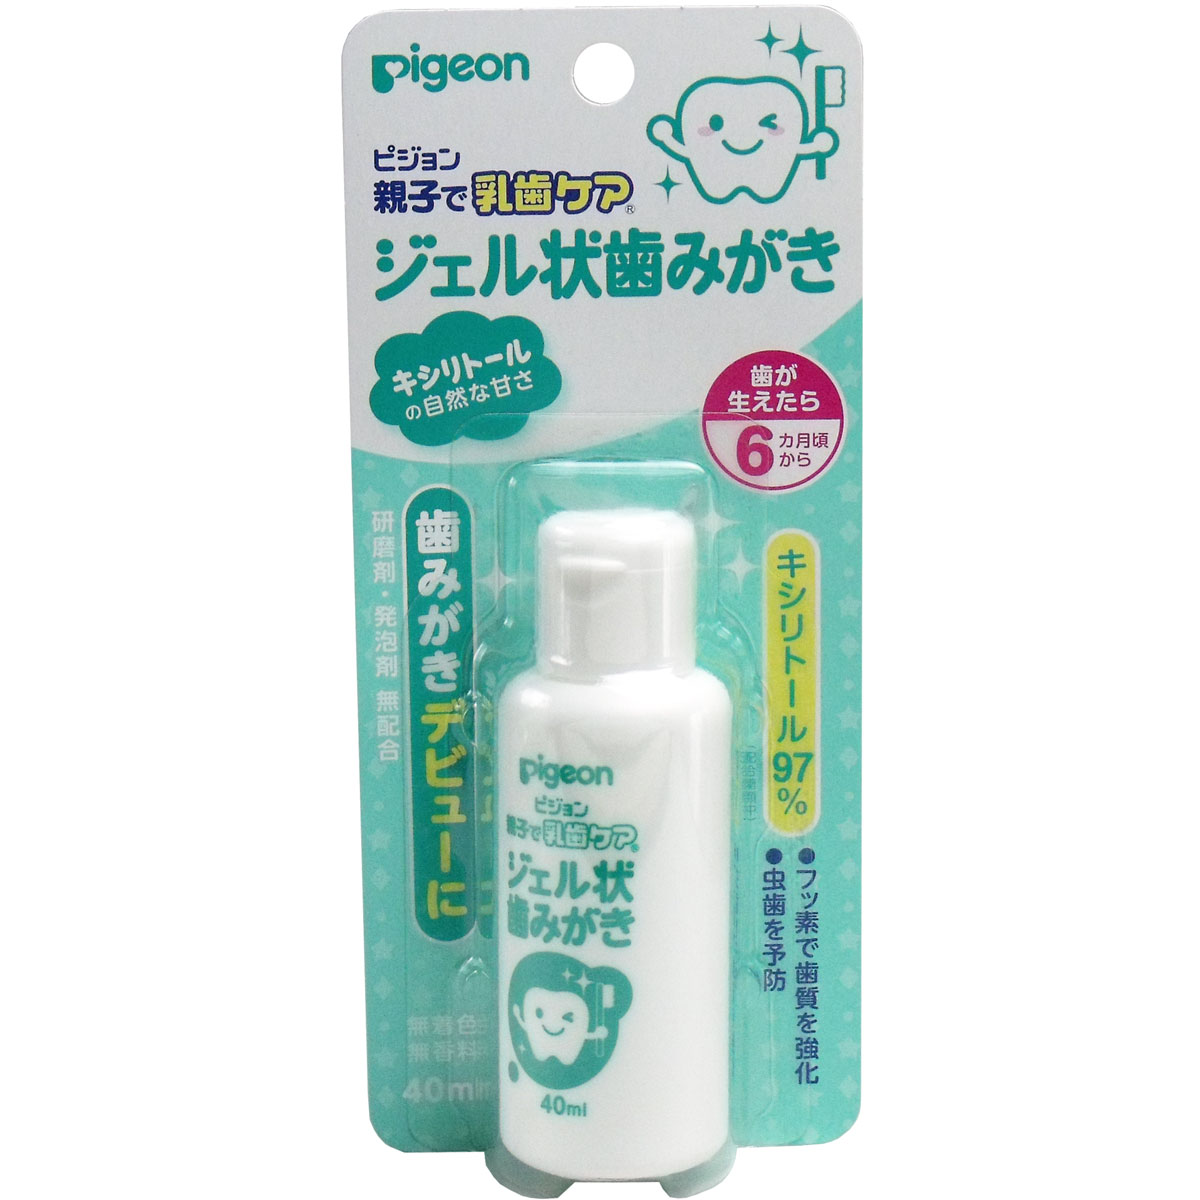 pigeon
ピジョン
親子で乳歯ケア®
ジェル状歯みがき
キシリトール
の自然な甘さ
歯が
生えたら
6カ月頃
から
歯みがきデビューに
研磨剤・発泡剤 無配合
キシリトール97%
●フッ素で歯質を強化
●虫歯を予防
無着色
無香料
40ml
pigeon
ピジョン
親子で乳歯ケア®
ジェル状
歯みがき
40ml